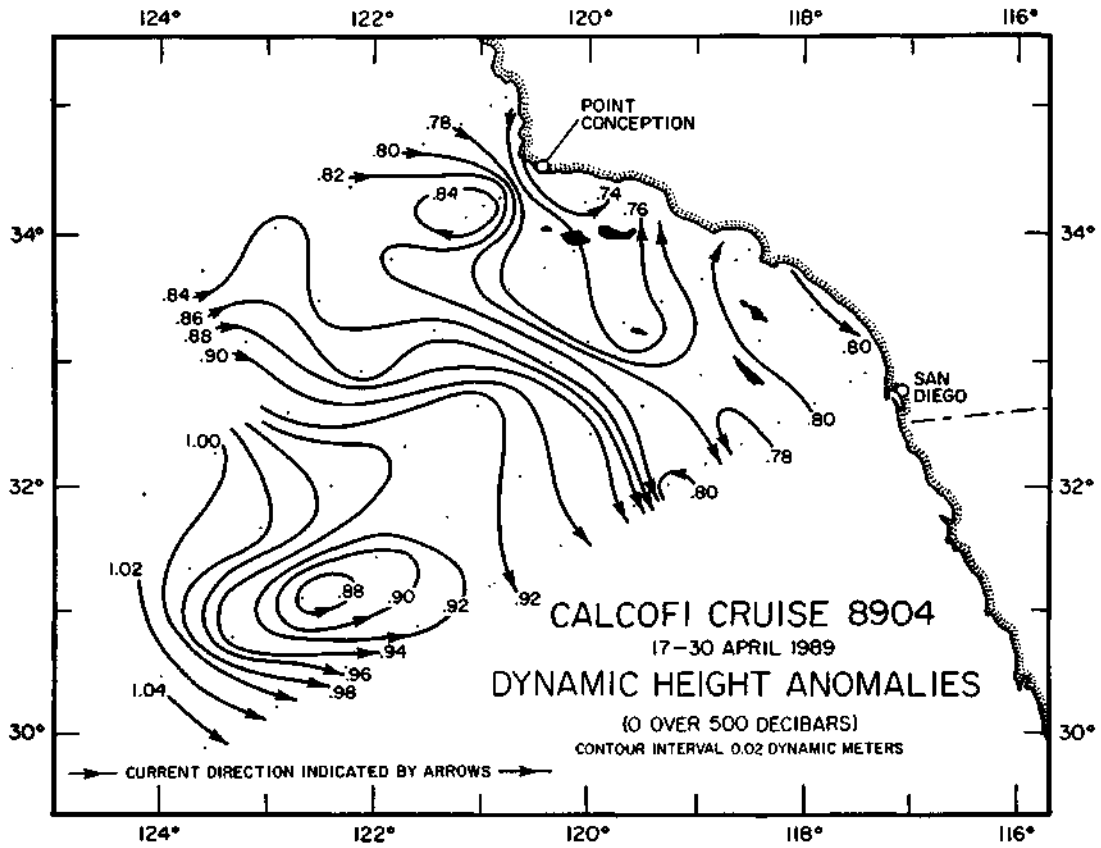 124° 122° 120° 118° 116°
POINT
CONCEPTION
.78
.80
.82
.84
.74
.76
34° 34°
.84
.86
.88
.90
.80
SAN
DIEGO
.80
1.00
.78
32° .80 32°
1.02
.88 .90 .92 .92
CALCOFI CRUISE 8904
17-30 APRIL 1989
.94
.96
.98
1.04
DYNAMIC HEIGHT ANOMALIES
(0 OVER 500 DECIBARS)
30° 30°
CONTOUR INTERVAL 0.02 DYNAMIC METERS
CURRENT DIRECTION INDICATED BY ARROWS
124° 122° 120° 118° 116°